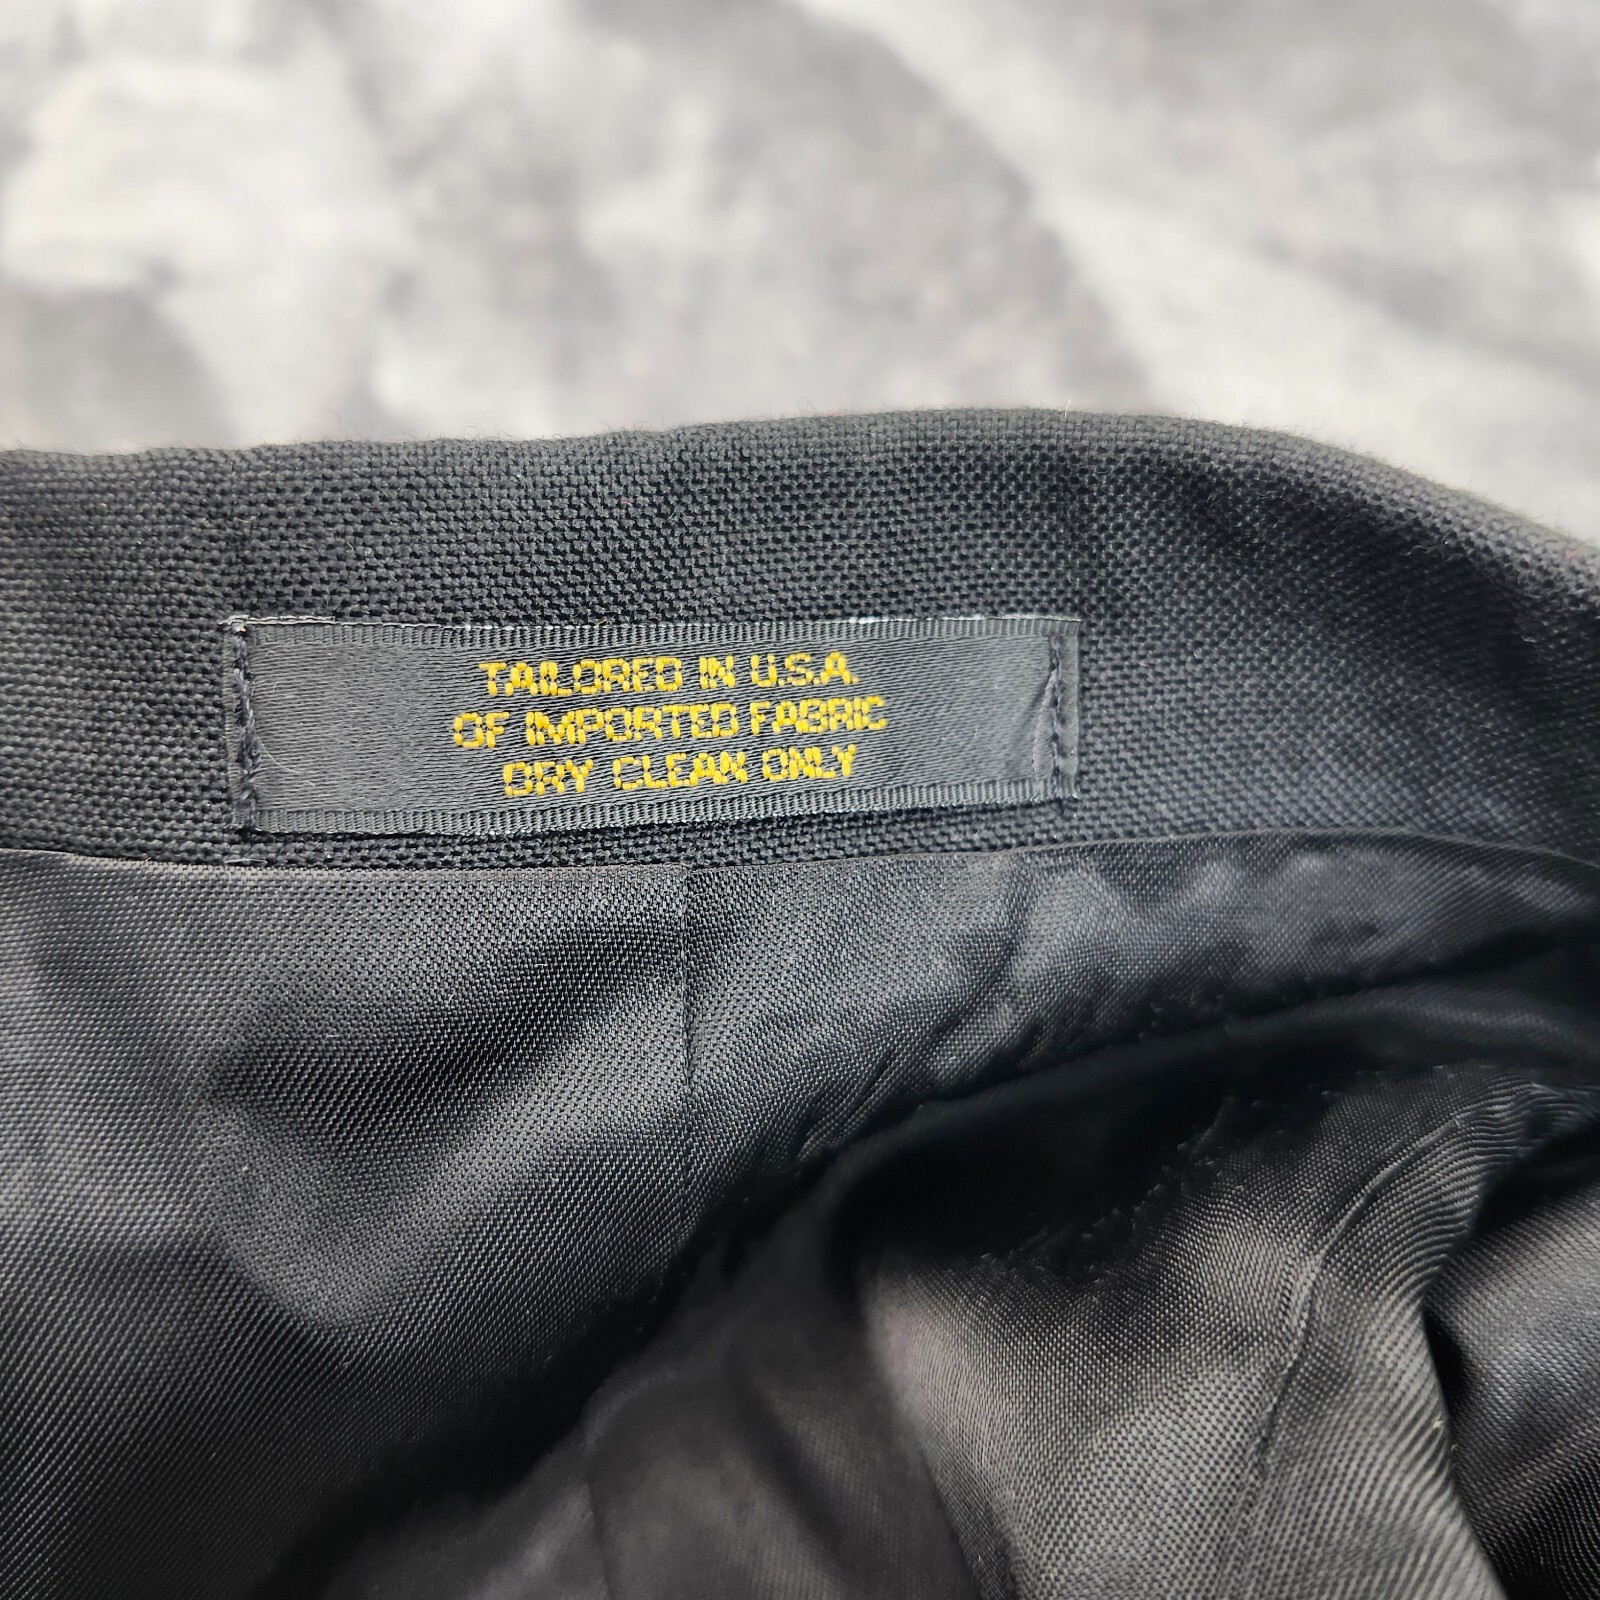 TAILORED IN U.S.A.
OF IMPORTED FABRIC
DRY CLEAN ONLY